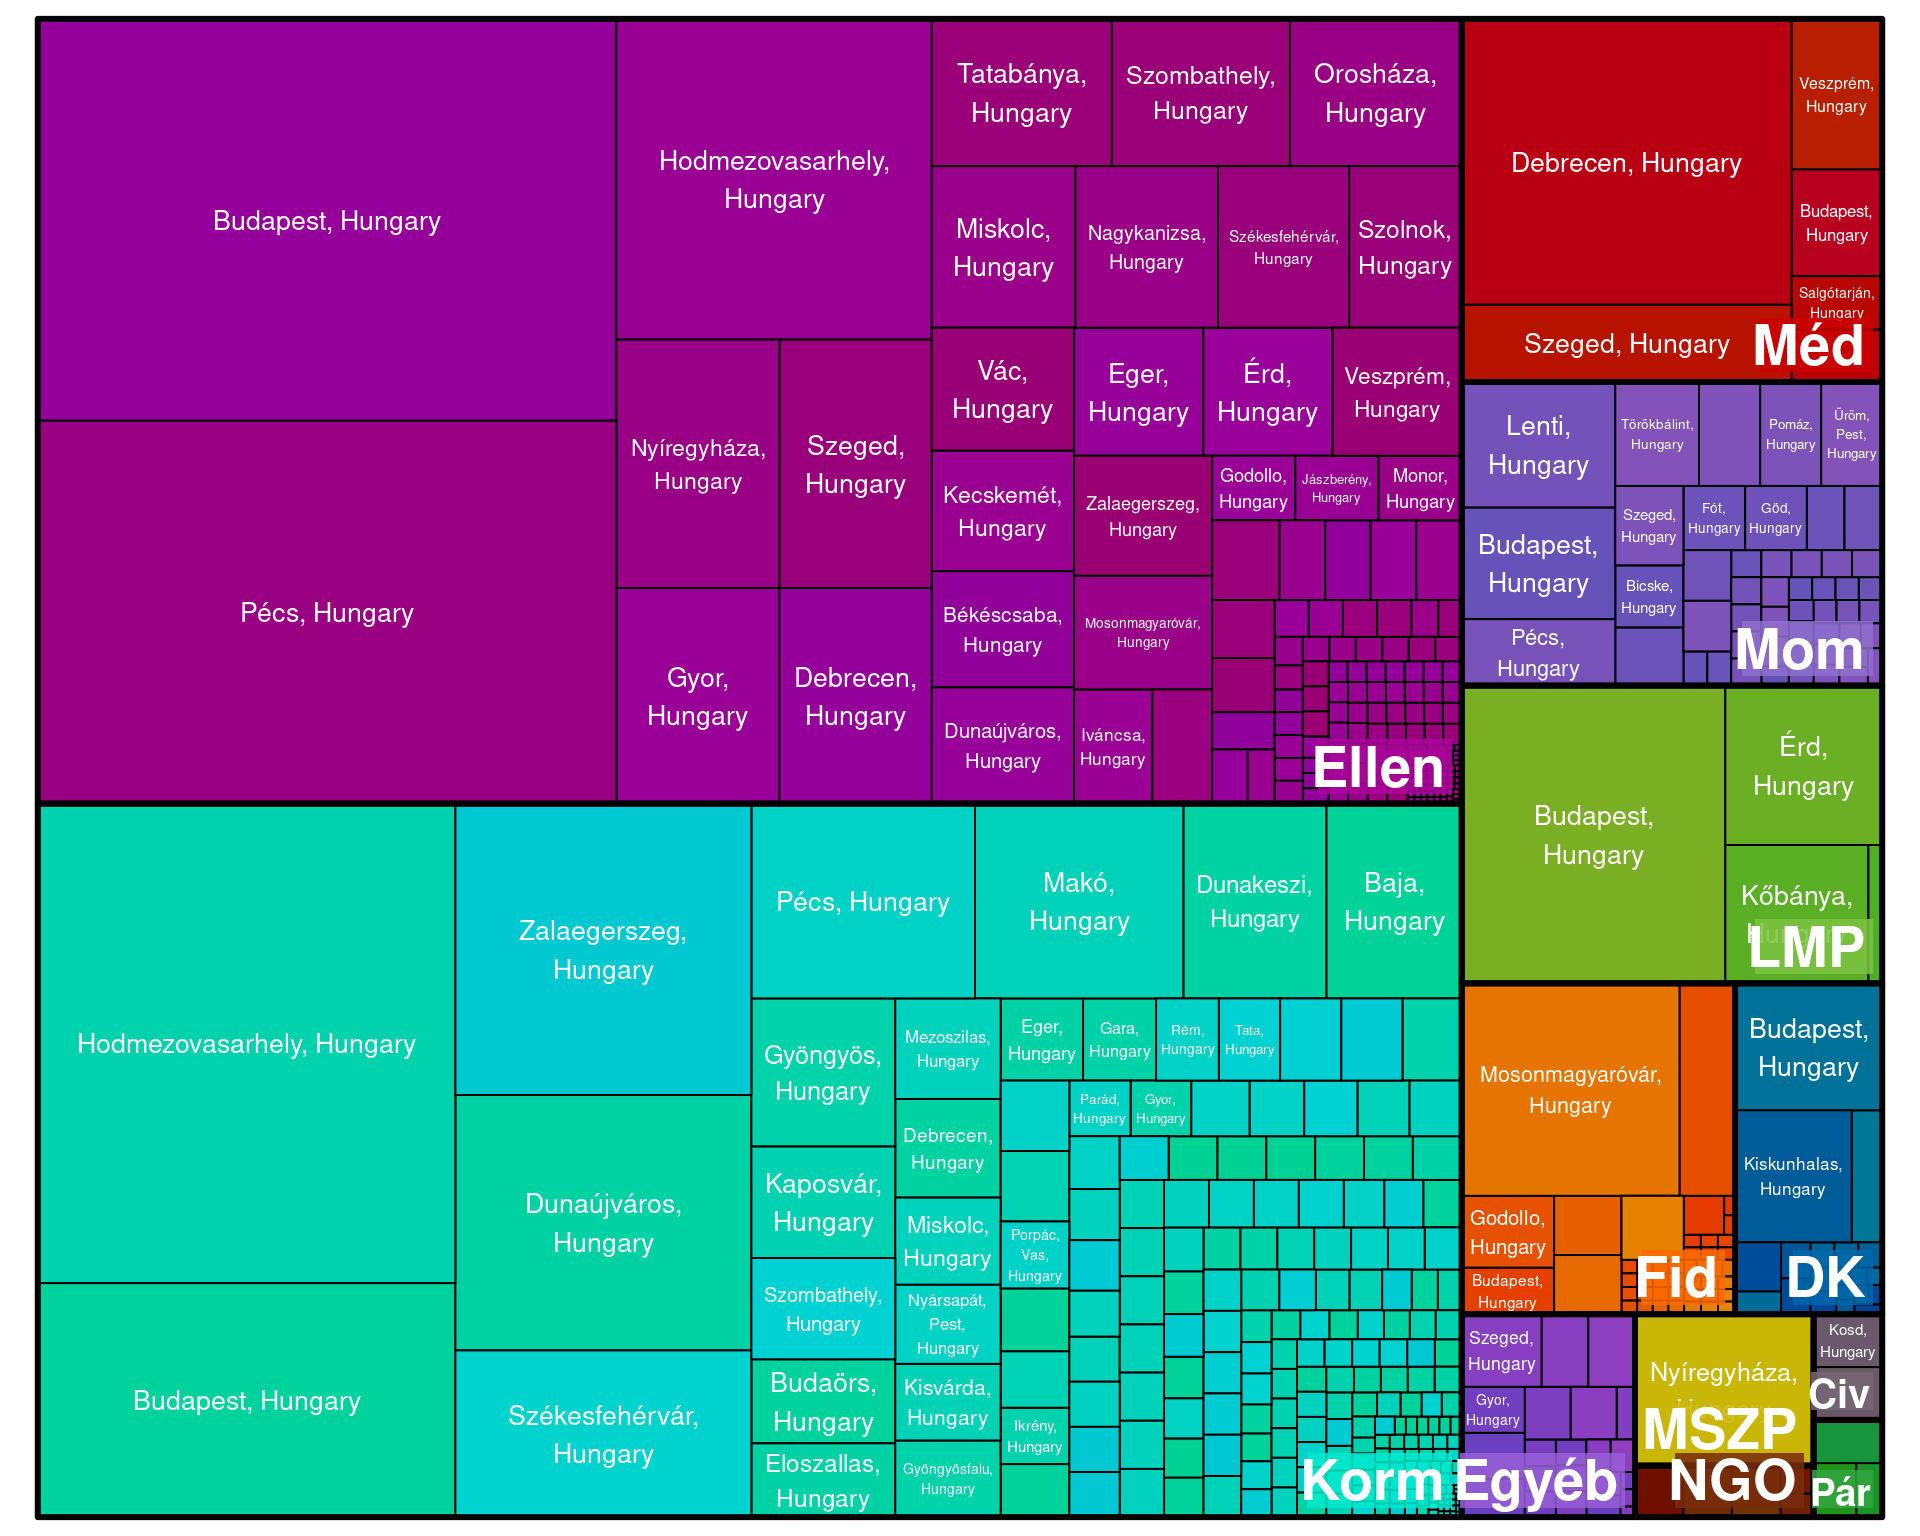 Budapest, Hungary
Pécs, Hungary
Hodmezovasarhely,
Hungary
Nyíregyháza,
Hungary
Szeged,
Hungary
Gyor,
Hungary
Debrecen,
Hungary
Tatabánya,
Hungary
Szombathely,
Hungary
Orosháza,
Hungary
Miskolc,
Hungary
Nagykanizsa,
Hungary
Székesfehérvár,
Hungary
Szolnok,
Hungary
Vác,
Hungary
Eger,
Hungary
Érd,
Hungary
Veszprém,
Hungary
Kecskemét,
Hungary
Zalaegerszeg,
Hungary
Godollo,
Hungary
Jászberény,
Hungary
Monor,
Hungary
Békéscsaba,
Hungary
Mosonmagyaróvár,
Hungary
Dunaújváros,
Hungary
Iváncsa,
Hungary
Ellen
Hodmezovasarhely, Hungary
Budapest, Hungary
Zalaegerszeg,
Hungary
Dunaújváros,
Hungary
Székesfehérvár,
Hungary
Pécs, Hungary
Makó,
Hungary
Dunakeszi,
Hungary
Baja,
Hungary
Gyöngyös,
Hungary
Kaposvár,
Hungary
Szombathely,
Hungary
Budaörs,
Hungary
Eloszallas,
Hungary
Mezoszilas,
Hungary
Debrecen,
Hungary
Miskolc,
Hungary
Nyársapát,
Pest,
Hungary
Kisvárda,
Hungary
Gyöngyösfalu,
Hungary
Eger,
Hungary
Gara,
Hungary
Rém,
Hungary
Tata,
Hungary
Parád,
Hungary
Gyor,
Hungary
Porpác,
Vas,
Hungary
Ikrény,
Hungary
Korm
Debrecen, Hungary
Szeged, Hungary
Veszprém,
Hungary
Budapest,
Hungary
Salgótarján,
Hungary
Méd
Lenti,
Hungary
Budapest,
Hungary
Pécs,
Hungary
Törökbálint,
Hungary
Pomáz,
Hungary
Üröm,
Pest,
Hungary
Szeged,
Hungary
Fót,
Hungary
Göd,
Hungary
Bicske,
Hungary
Mom
Budapest,
Hungary
Érd,
Hungary
Kőbánya,
LMP
Mosonmagyaróvár,
Hungary
Godollo,
Hungary
Budapest,
Hungary
Fid
Budapest,
Hungary
Kiskunhalas,
Hungary
DK
Szeged,
Hungary
Gyor,
Hungary
Egyéb
Nyíregyháza,
MSZP
NGO
Kosd,
Hungary
Civ
Pár